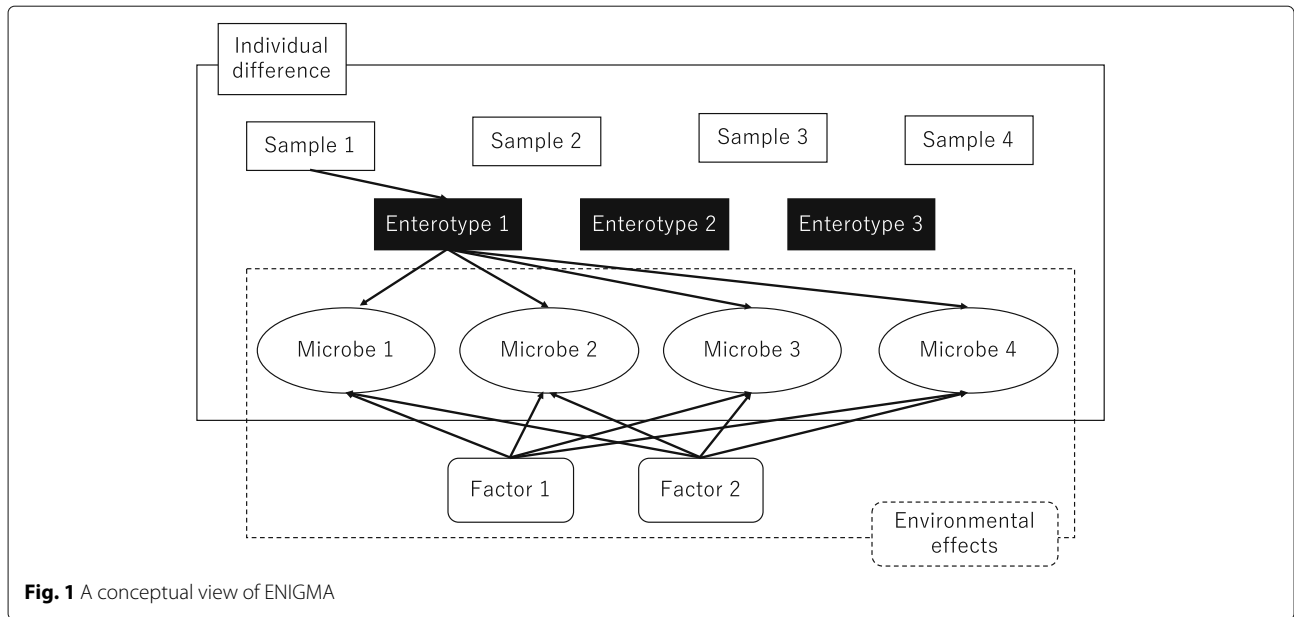 Individual
difference
Sample 1
Sample 2
Sample 3
Sample 4
Enterotype 1
Enterotype 2
Enterotype 3
Microbe 1
Microbe 2
Microbe 3
Microbe 4
Factor 1
Factor 2
Environmental
effects
Fig. 1 A conceptual view of ENIGMA